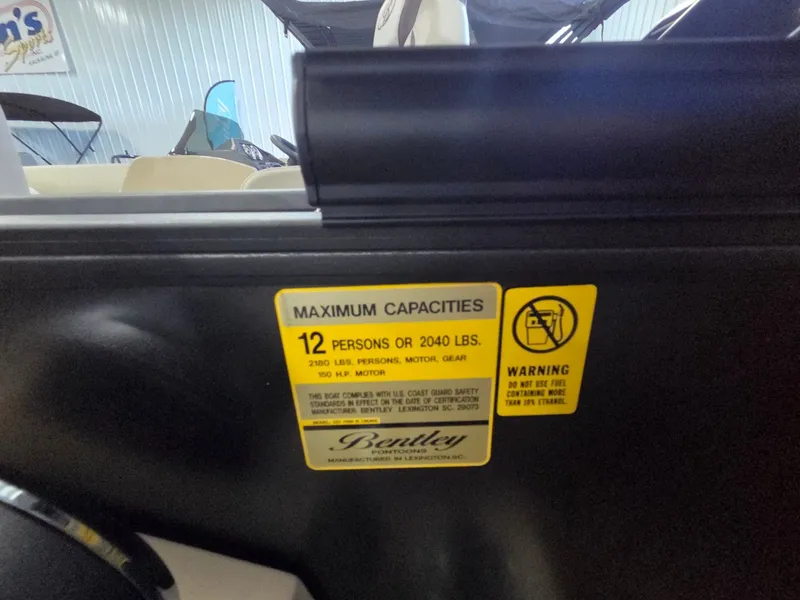 n's
Sports
MAXIMUM CAPACITIES
12 PERSONS OR 2040 LBS.
2180 LBS. PERSONS, MOTOR, GEAR
150 H.P. MOTOR
THIS BOAT COMPLIES WITH U.S. COAST GUARD SAFETY
STANDARDS IN EFFECT ON THE DATE OF CERTIFICATION
MANUFACTURER: BENTLEY LEXINGTON SC. 29073
Bentley
PONTOONS
MANUFACTURED IN LEXINGTON, SC.
WARNING
DO NOT USE FUEL
CONTAINING MORE
THAN 10% ETHANOL.